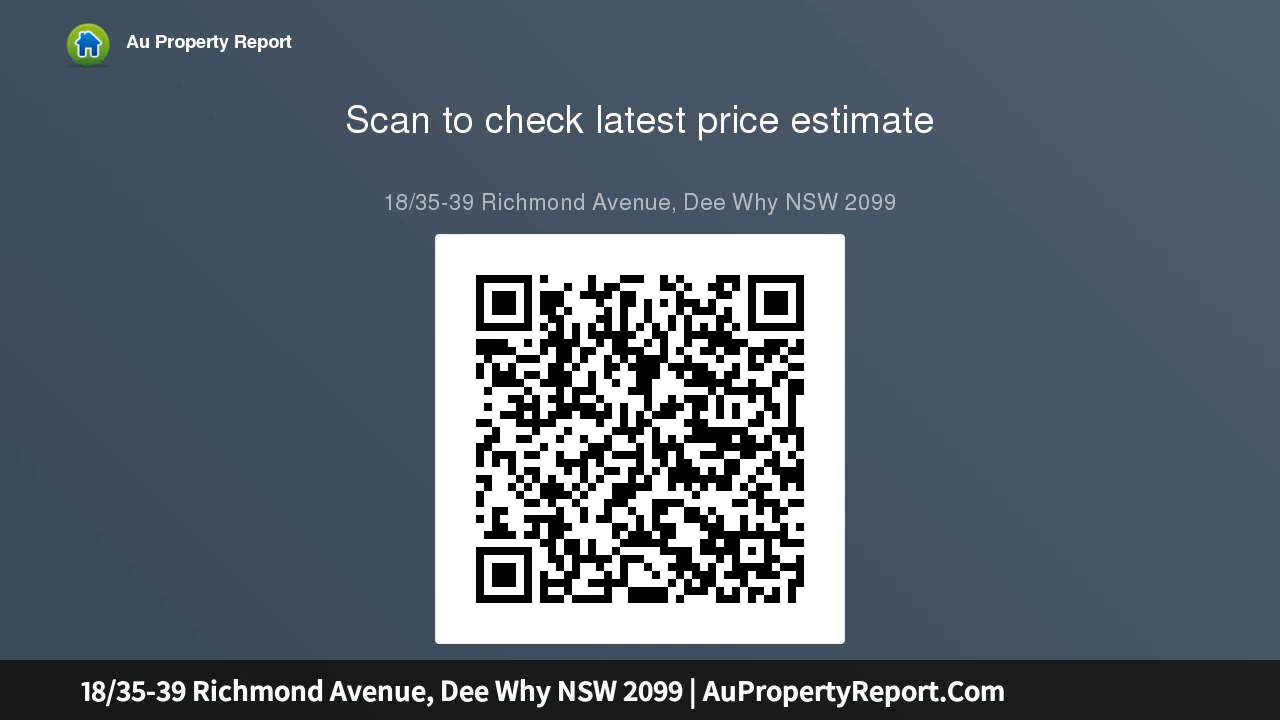 Au Property Report
Scan to check latest price estimate
18/35-39 Richmond Avenue, Dee Why NSW 2099
18/35-39 Richmond Avenue, Dee Why NSW 2099 | AuPropertyReport.Com